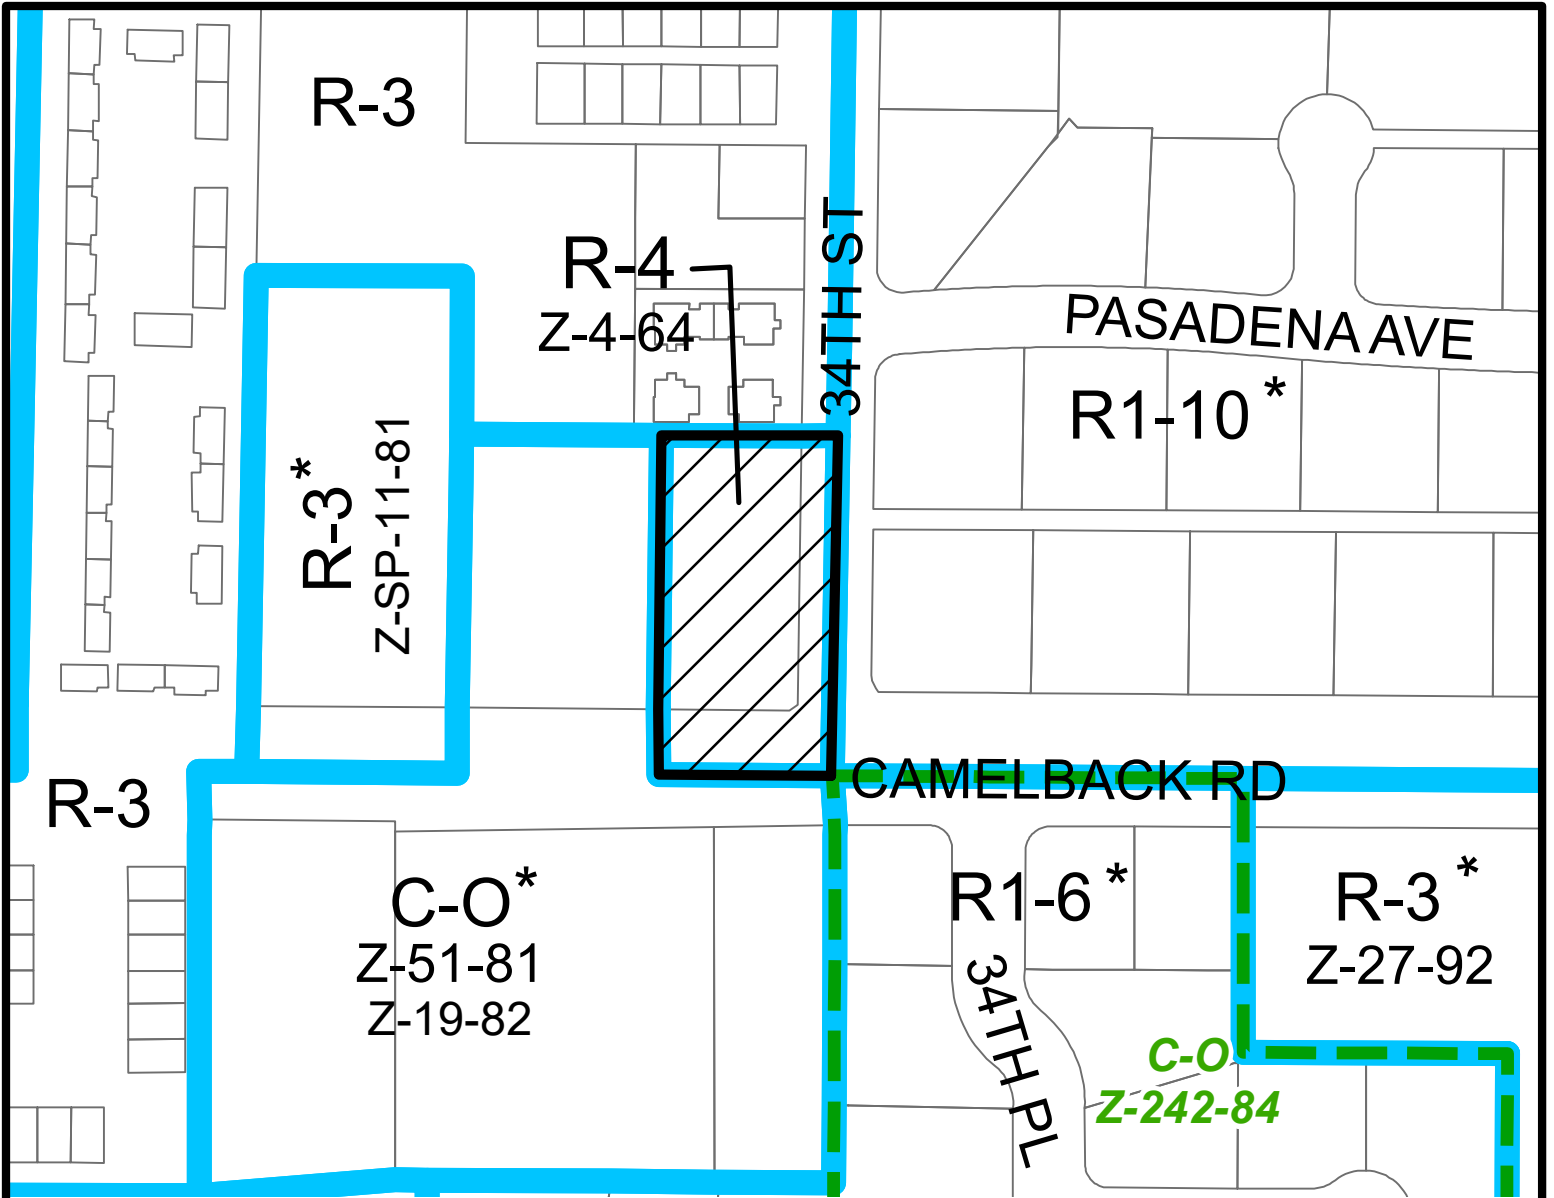 R-3
R-4
Z-4-64
34TH ST
PASADENA AVE
R1-10 *
R-3*
Z-SP-11-81
R-3
CAMELBACK RD
C-O*
Z-51-81
Z-19-82
R1-6 *
R-3 *
Z-27-92
34TH PL
C-O
Z-242-84